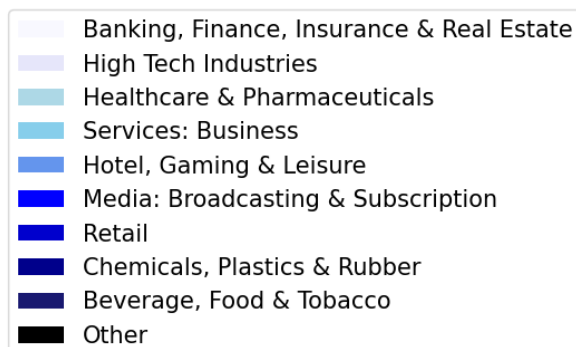 Banking, Finance, Insurance & Real Estate
High Tech Industries
Healthcare & Pharmaceuticals
Services: Business
Hotel, Gaming & Leisure
Media: Broadcasting & Subscription
Retail
Chemicals, Plastics & Rubber
Beverage, Food & Tobacco
Other